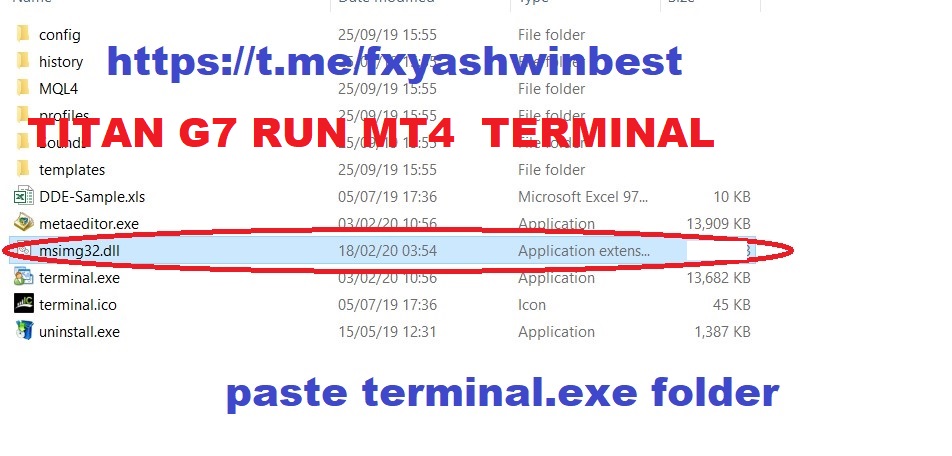 Name Date modified Type Size
config 25/09/19 15:55 File folder
https://t.me/fxyashwinbest
history 25/09/19 15:55 File folder
MQL4 25/09/19 15:55 File folder
profiles 25/09/19 15:55 File folder
TITAN G7 RUN MT4 TERMINAL
sounds File folder
templates 25/09/19 15:55 File folder
DDE-Sample.xls 05/07/19 17:36 Microsoft Excel 97... 10 KB
metaeditor.exe 03/02/20 10:56 Application 13,909 KB
msimg32.dll 18/02/20 03:54 Application extens...
terminal.exe 03/02/20 10:56 Application 13,682 KB
terminal.ico 05/07/19 17:36 Icon 45 KB
uninstall.exe 15/05/19 12:31 Application 1,387 KB
paste terminal.exe folder